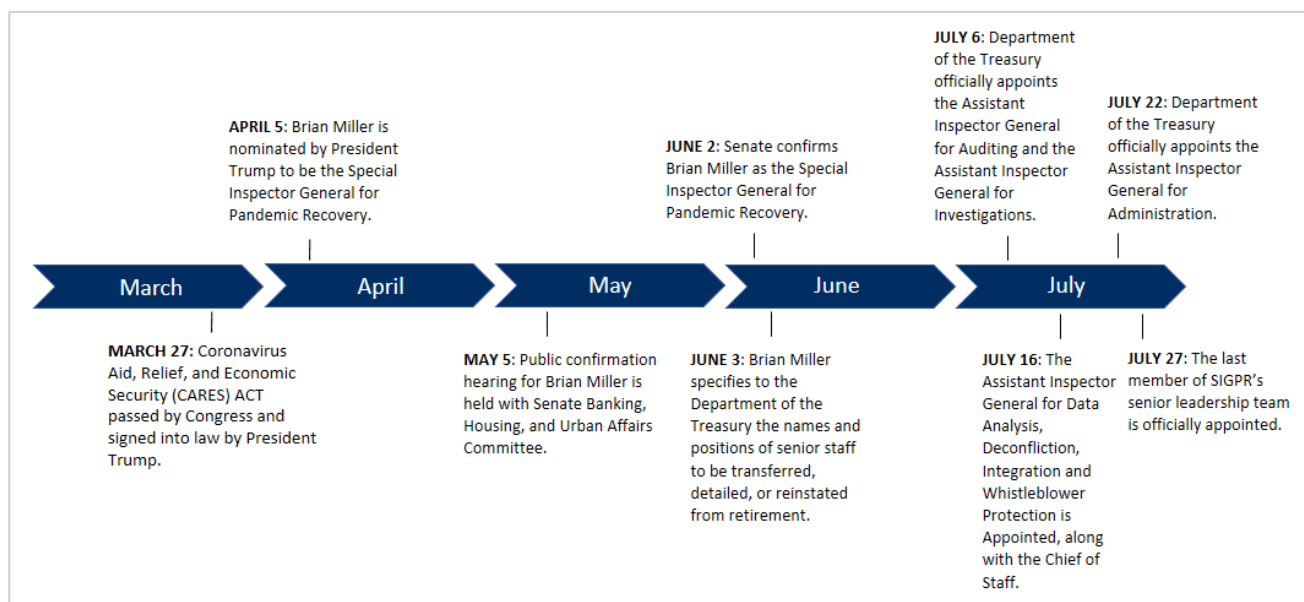 APRIL 5: Brian Miller is
nominated by President
Trump to be the Special
Inspector General for
Pandemic Recovery.
JUNE 2: Senate confirms
Brian Miller as the Special
Inspector General for
Pandemic Recovery.
JULY 6: Department
of the Treasury
officially appoints
the Assistant
Inspector General
for Auditing and the
Assistant Inspector
General for
Investigations.
JULY 22: Department
of the Treasury
officially appoints the
Assistant Inspector
General for
Administration.
March
April
May
June
July
MARCH 27: Coronavirus
Aid, Relief, and Economic
Security (CARES) ACT
passed by Congress and
signed into law by President
Trump.
MAY 5: Public confirmation
hearing for Brian Miller is
held with Senate Banking,
Housing, and Urban Affairs
Committee.
JUNE 3: Brian Miller
specifies to the
Department of the
Treasury the names and
positions of senior staff
to be transferred,
detailed, or reinstated
from retirement.
JULY 16: The
Assistant Inspector
General for Data
Analysis,
Deconfliction,
Integration and
Whistleblower
Protection is
Appointed, along
with the Chief of
Staff.
JULY 27: The last
member of SIGPR's
senior leadership team
is officially appointed.